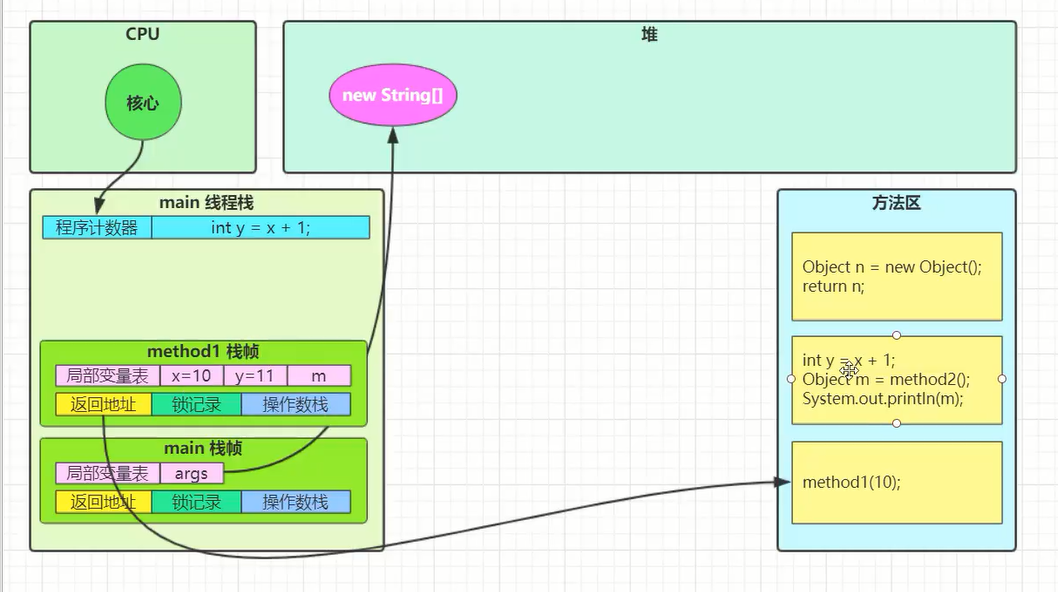 CPU
核心
堆
new String[]
main 线程栈
程序计数器 int y = x + 1;
method1 栈帧
局部变量表 x=10 y=11 m
返回地址 锁记录 操作数栈
main 栈帧
局部变量表 args
返回地址 锁记录 操作数栈
方法区
Object n = new Object();
return n;
int y = x + 1;
Object m = method2();
System.out.println(m);
method1(10);